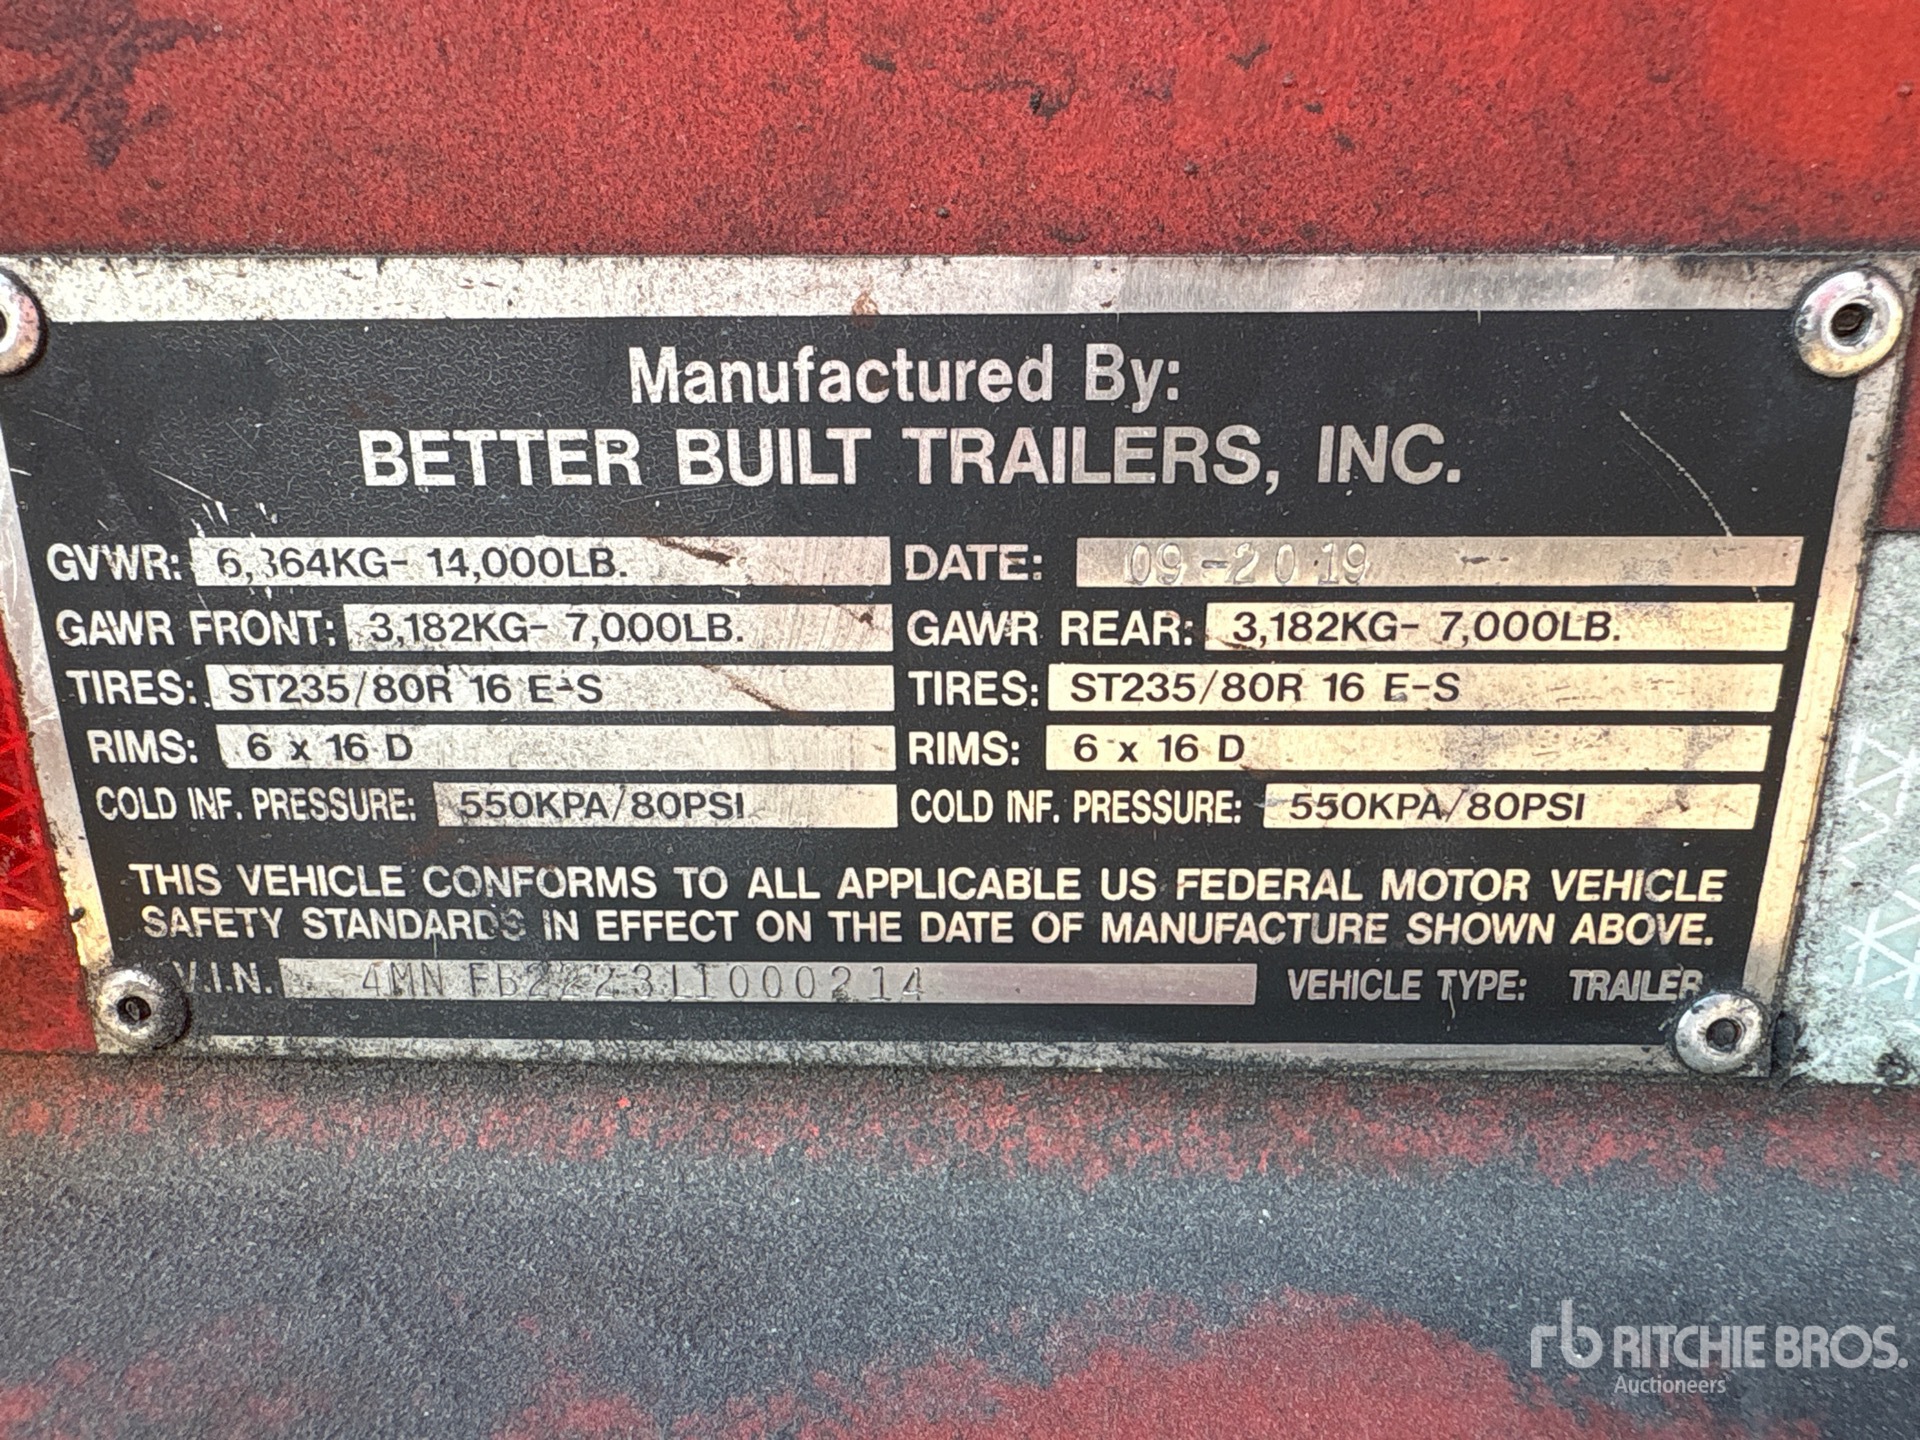 Manufactured By:
BETTER BUILT TRAILERS, INC.
GVWR: 6,364KG- 14,000LB. DATE: 09-2019
GAWR FRONT: 3,182KG- 7,000LB. GAWR REAR: 3,182KG- 7,000LB.
TIRES: ST235/80R 16 E-S TIRES: ST235/80R 16 E-S
RIMS: 6 x 16 D RIMS: 6 x 16 D
COLD INF. PRESSURE: 550KPA/80PSI COLD INF. PRESSURE: 550KPA/80PSI
THIS VEHICLE CONFORMS TO ALL APPLICABLE US FEDERAL MOTOR VEHICLE
SAFETY STANDARDS IN EFFECT ON THE DATE OF MANUFACTURE SHOWN ABOVE.
V.I.N. VEHICLE TYPE: TRAILER
rb RITCHIE BROS.
Auctioneers